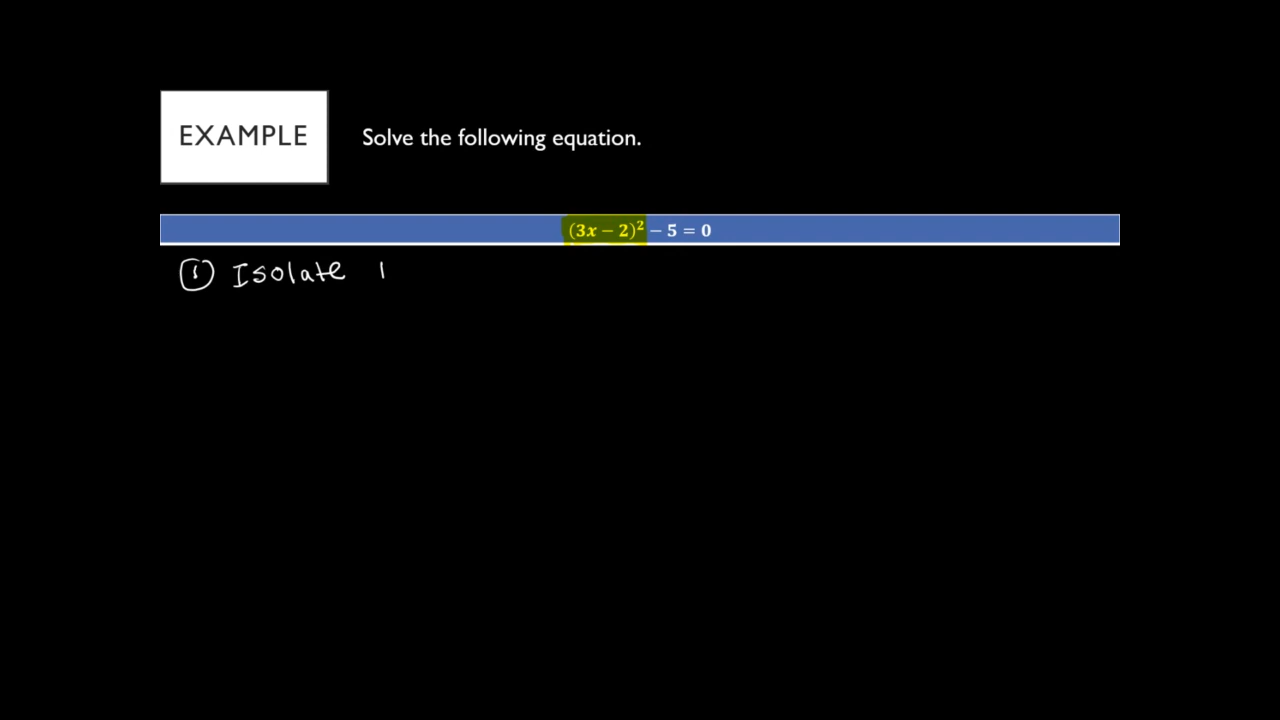 EXAMPLE
Solve the following equation.
(3x − 2)² − 5 = 0
① Isolate